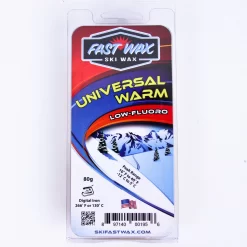 FAST WAX
SKI WAX
UNIVERSAL
WARM
LOW-FLUORO
80g
Digital Iron
SKIFASTWAX.COM